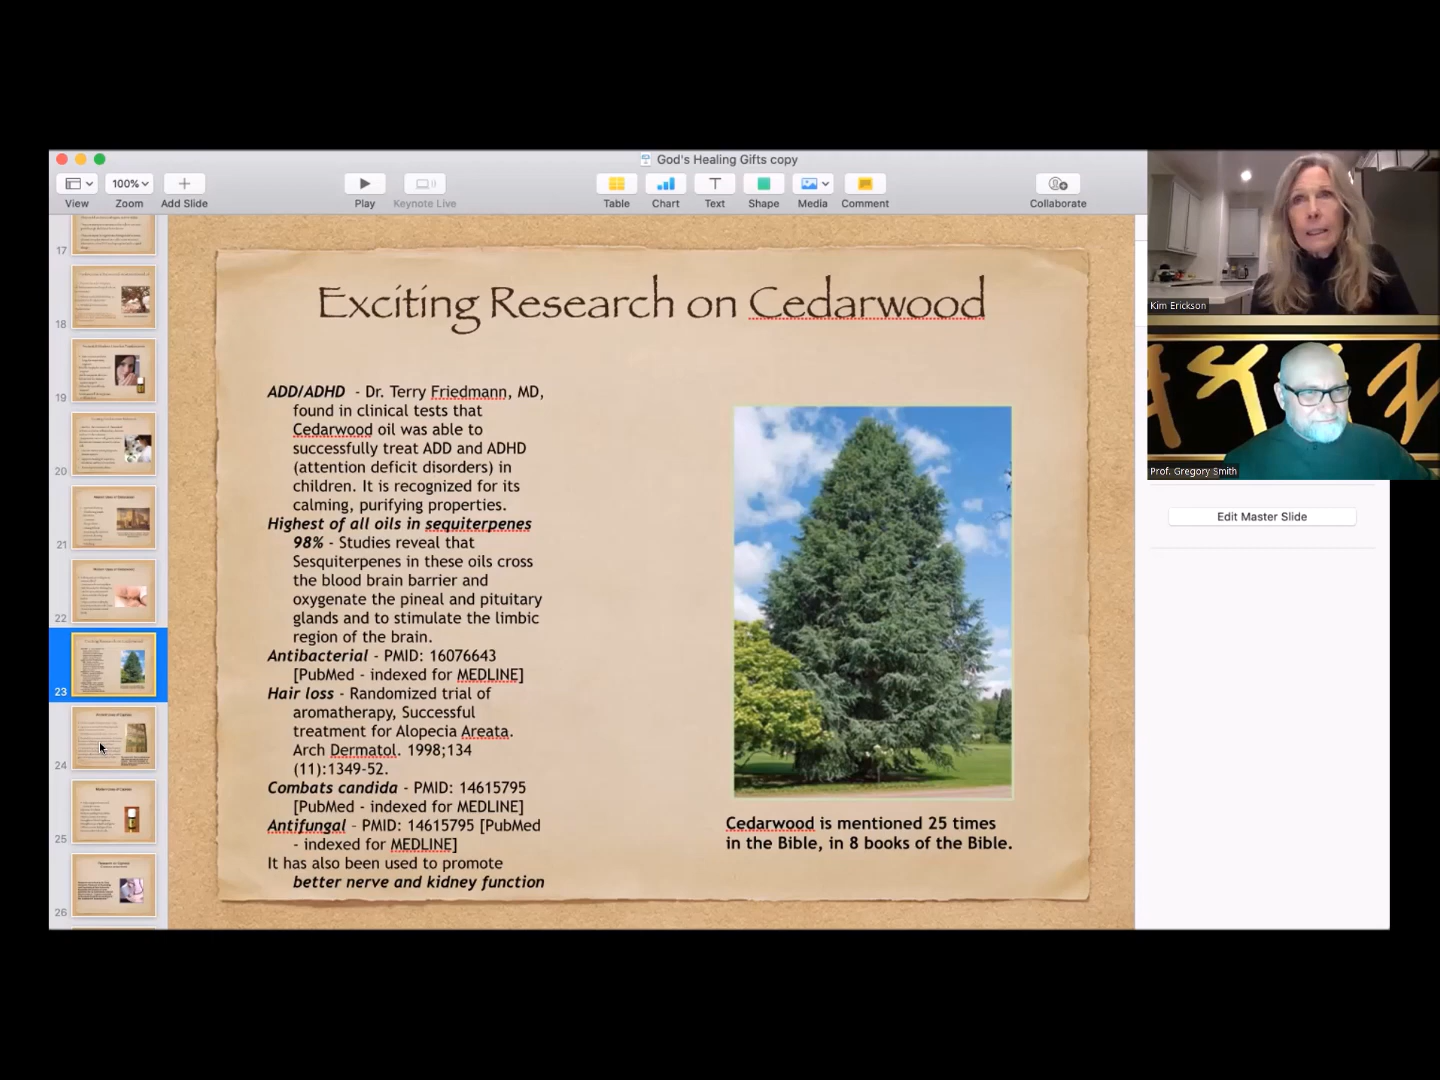 God's Healing Gifts copy
100%
View
Zoom
Add Slide
Play
Keynote Live
Table
Chart
Text
Shape
Media
Comment
Collaborate
17
18
19
20
21
22
23
24
25
26
Exciting Research on Cedarwood
ADD/ADHD - Dr. Terry Friedmann, MD,
found in clinical tests that
Cedarwood oil was able to
successfully treat ADD and ADHD
(attention deficit disorders) in
children. It is recognized for its
calming, purifying properties.
Highest of all oils in sequiterpenes
98% - Studies reveal that
Sesquiterpenes in these oils cross
the blood brain barrier and
oxygenate the pineal and pituitary
glands and to stimulate the limbic
region of the brain.
Antibacterial - PMID: 16076643
[PubMed - indexed for MEDLINE]
Hair loss - Randomized trial of
aromatherapy, Successful
treatment for Alopecia Areata.
Arch Dermatol. 1998;134
(11):1349-52.
Combats candida - PMID: 14615795
[PubMed - indexed for MEDLINE]
Antifungal - PMID: 14615795 [PubMed
- indexed for MEDLINE]
It has also been used to promote
better nerve and kidney function
Cedarwood is mentioned 25 times
in the Bible, in 8 books of the Bible.
Kim Erickson
Prof. Gregory Smith
Edit Master Slide